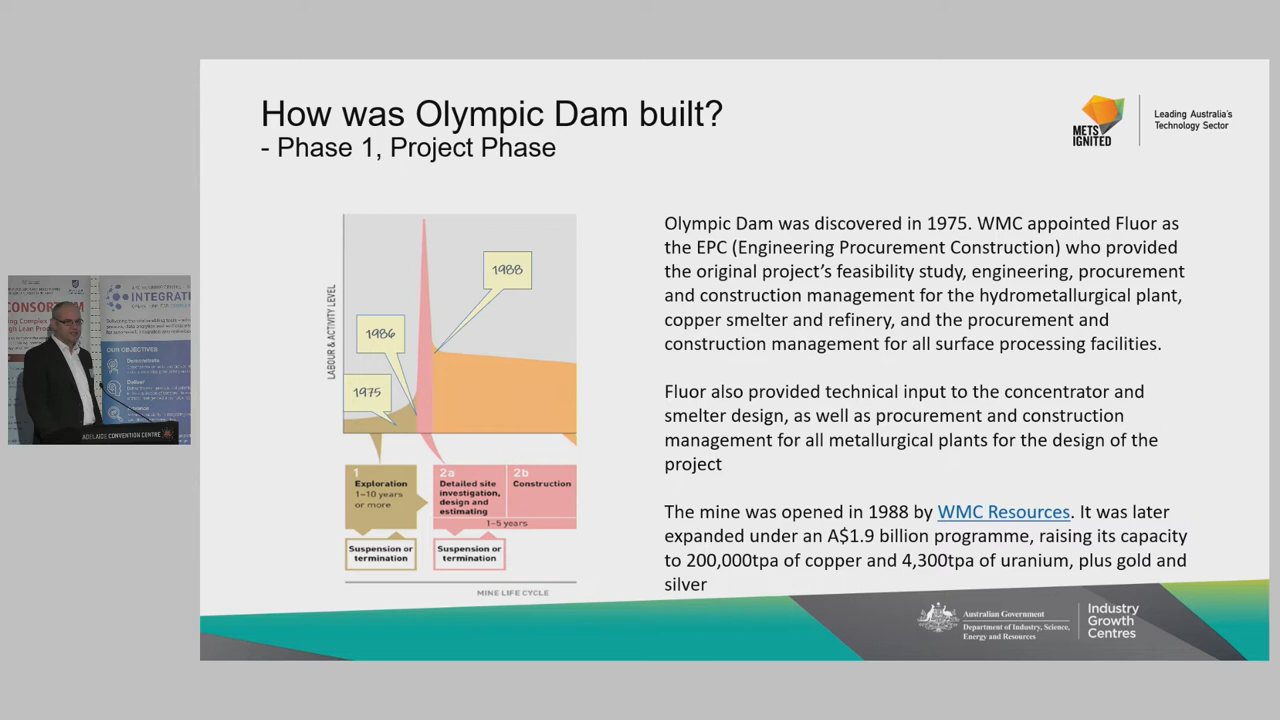 How was Olympic Dam built?
- Phase 1, Project Phase
METS
IGNITED
Leading Australia's
Technology Sector
LABOUR & ACTIVITY LEVEL
1975
1986
1988
1
Exploration
1–10 years
or more
2a
Detailed site
investigation,
design and
estimating
2b
Construction
1–5 years
Suspension or
termination
Suspension or
termination
MINE LIFE CYCLE
Olympic Dam was discovered in 1975. WMC appointed Fluor as
the EPC (Engineering Procurement Construction) who provided
the original project's feasibility study, engineering, procurement
and construction management for the hydrometallurgical plant,
copper smelter and refinery, and the procurement and
construction management for all surface processing facilities.
Fluor also provided technical input to the concentrator and
smelter design, as well as procurement and construction
management for all metallurgical plants for the design of the
project
The mine was opened in 1988 by WMC Resources. It was later
expanded under an A$1.9 billion programme, raising its capacity
to 200,000tpa of copper and 4,300tpa of uranium, plus gold and
silver
Australian Government
Department of Industry, Science,
Energy and Resources
Industry
Growth
Centres
CONSORTIUM
INTEGRATE
OUR OBJECTIVES
Demonstrate
Deliver
ADELAIDE CONVENTION CENTRE